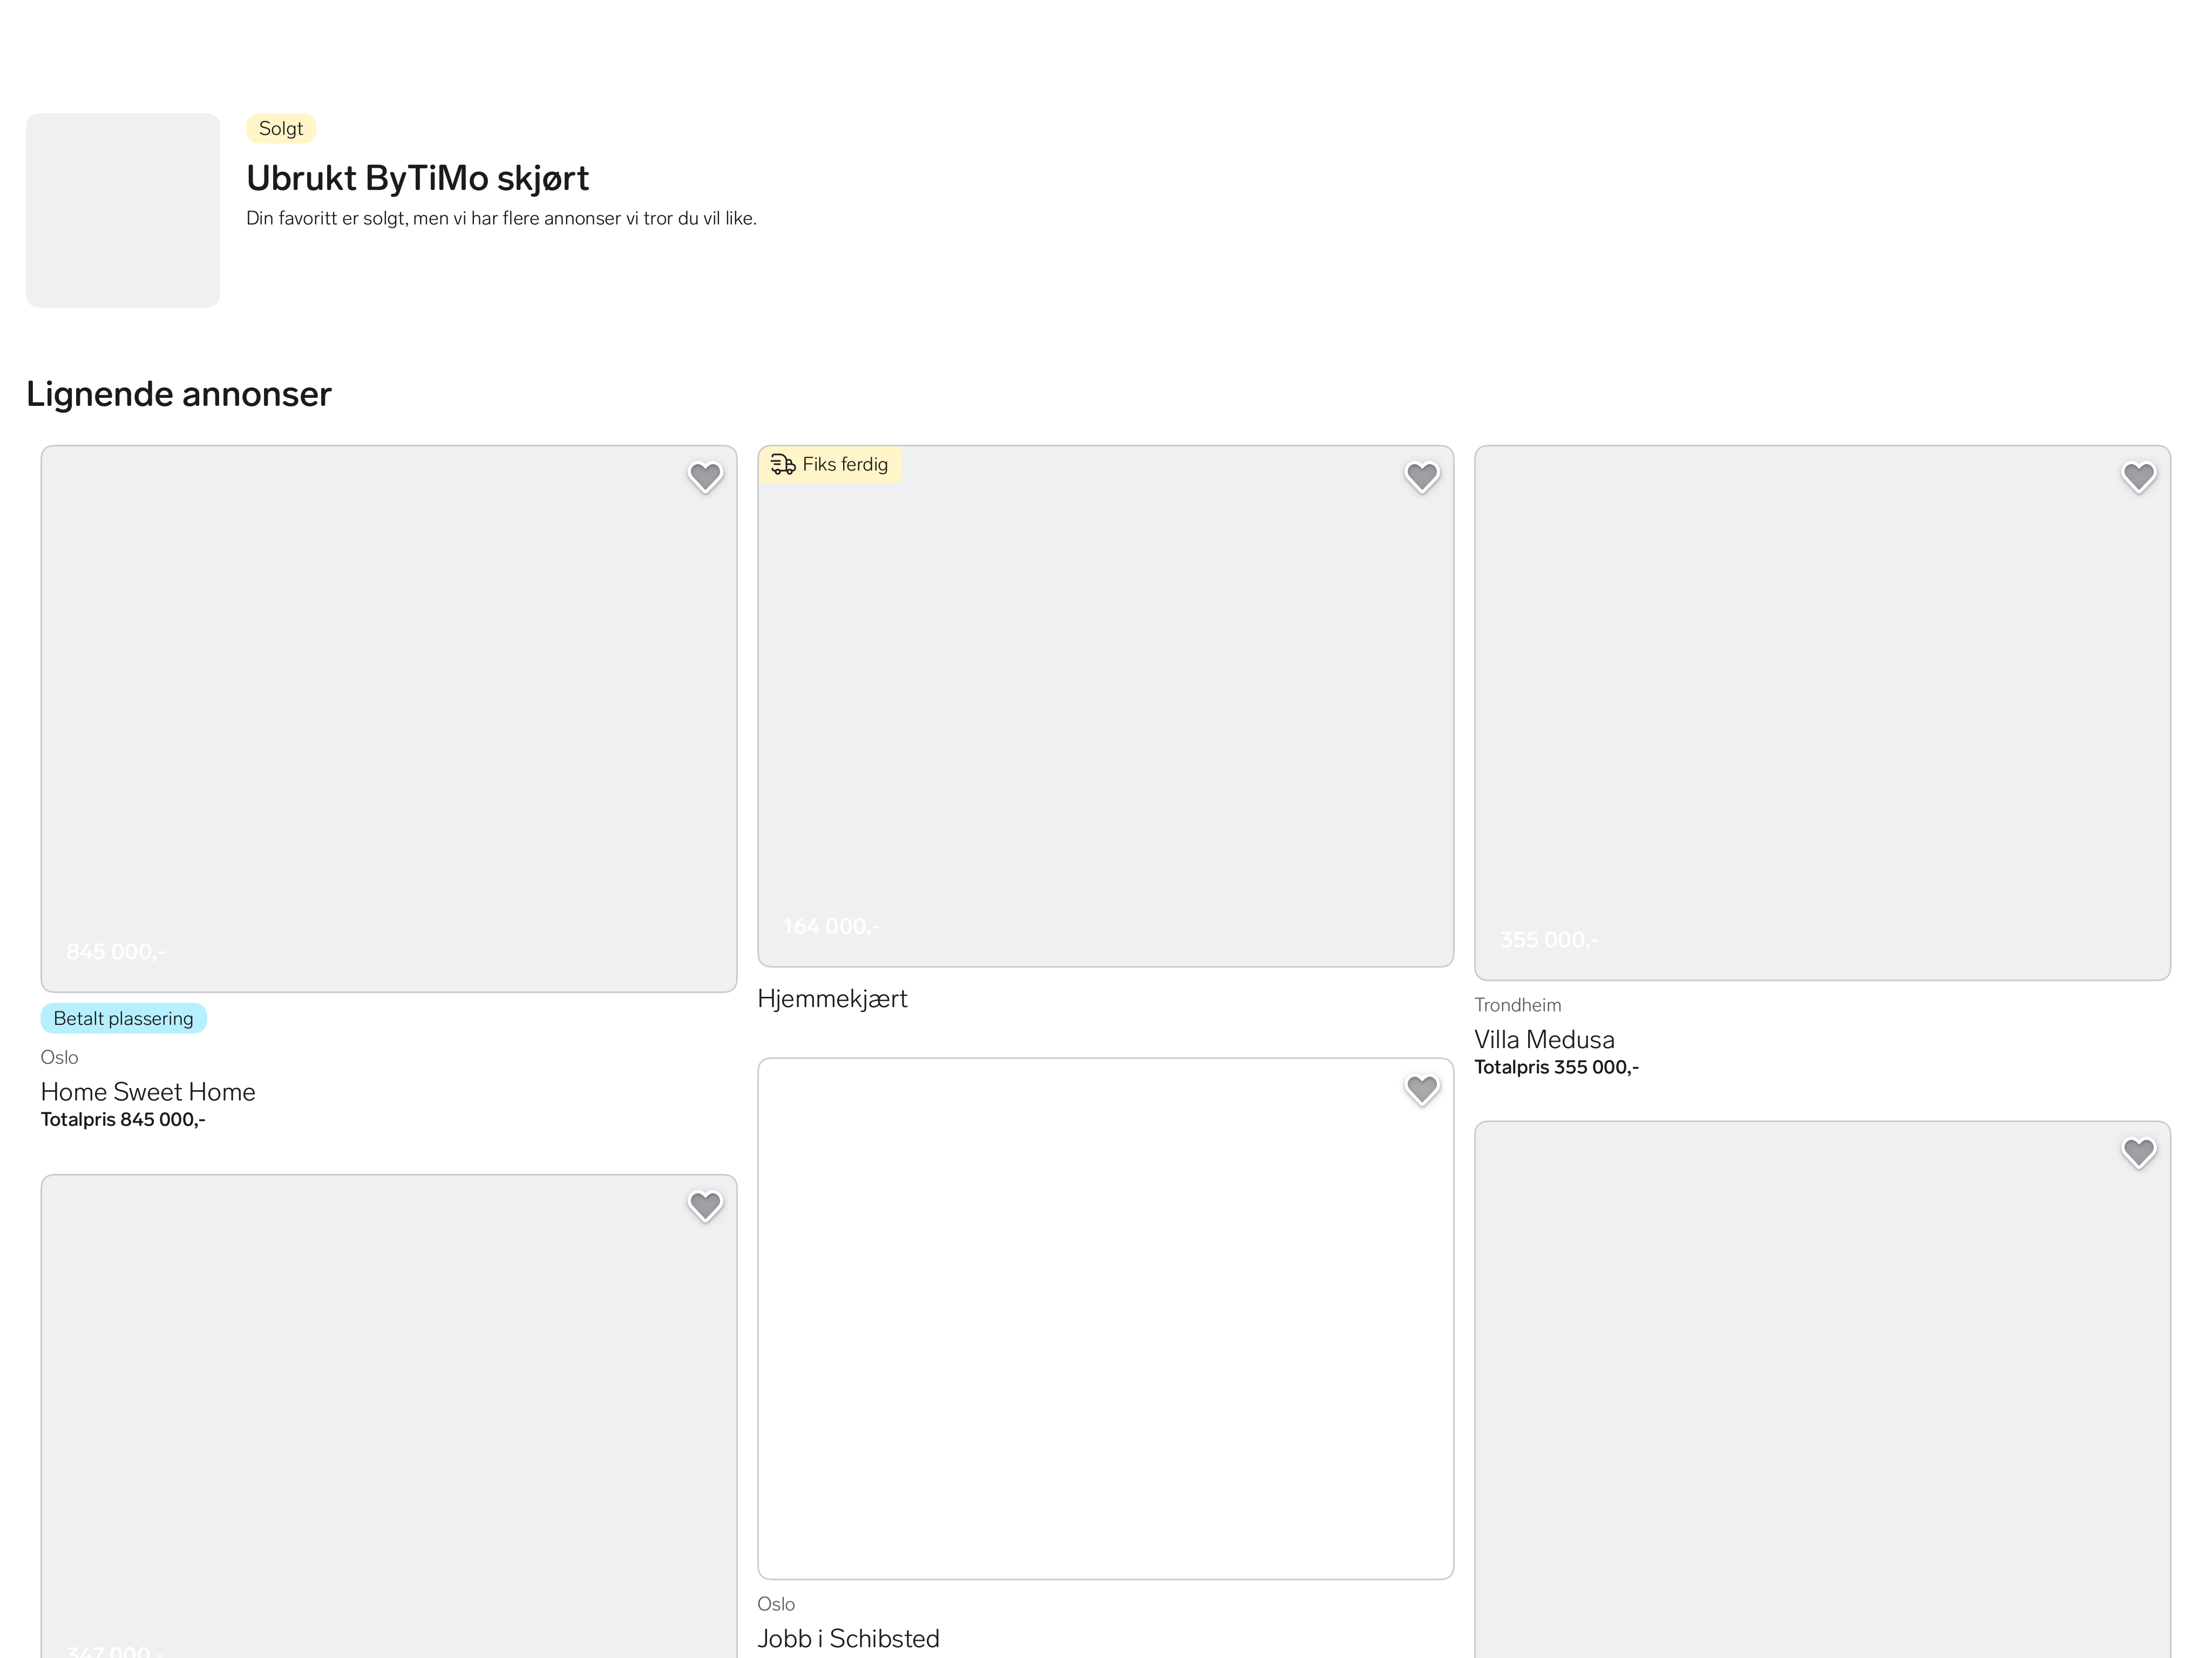 Solgt
Ubrukt ByTiMo skjørt
Din favoritt er solgt, men vi har flere annonser vi tror du vil like.
Lignende annonser
845 000,-
Betalt plassering
Oslo
Home Sweet Home
Totalpris 845 000,-
347 000,-
Fiks ferdig
164 000,-
Hjemmekjært
Oslo
Jobb i Schibsted
355 000,-
Trondheim
Villa Medusa
Totalpris 355 000,-